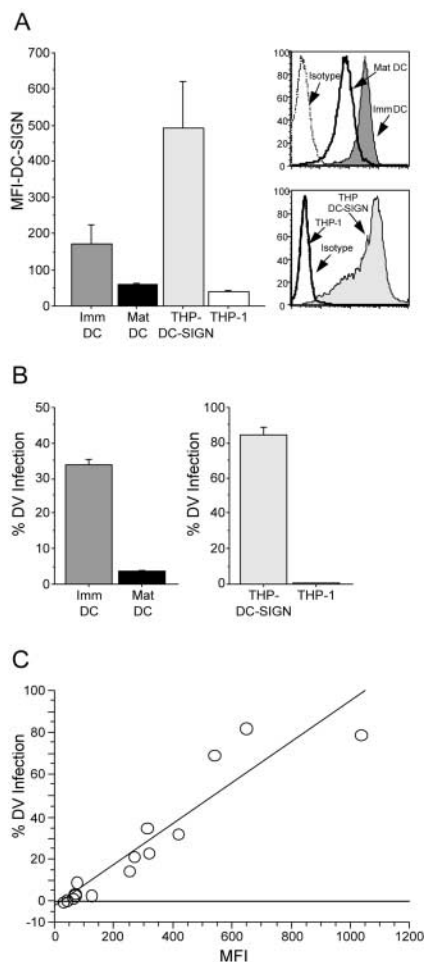 A
MFI-DC-SIGN
700
600
500
400
300
200
100
0
Imm DC
Mat DC
THP-DC-SIGN
THP-1
100
80
60
40
20
0
Isotype
Mat DC
Imm DC
100
80
60
40
20
0
THP DC-SIGN
THP-1
Isotype
B
% DV Infection
50
40
30
20
10
0
Imm DC
Mat DC
% DV Infection
100
80
60
40
20
0
THP-DC-SIGN
THP-1
C
% DV Infection
100
80
60
40
20
0
-10
0
200
400
600
800
1000
1200
MFI